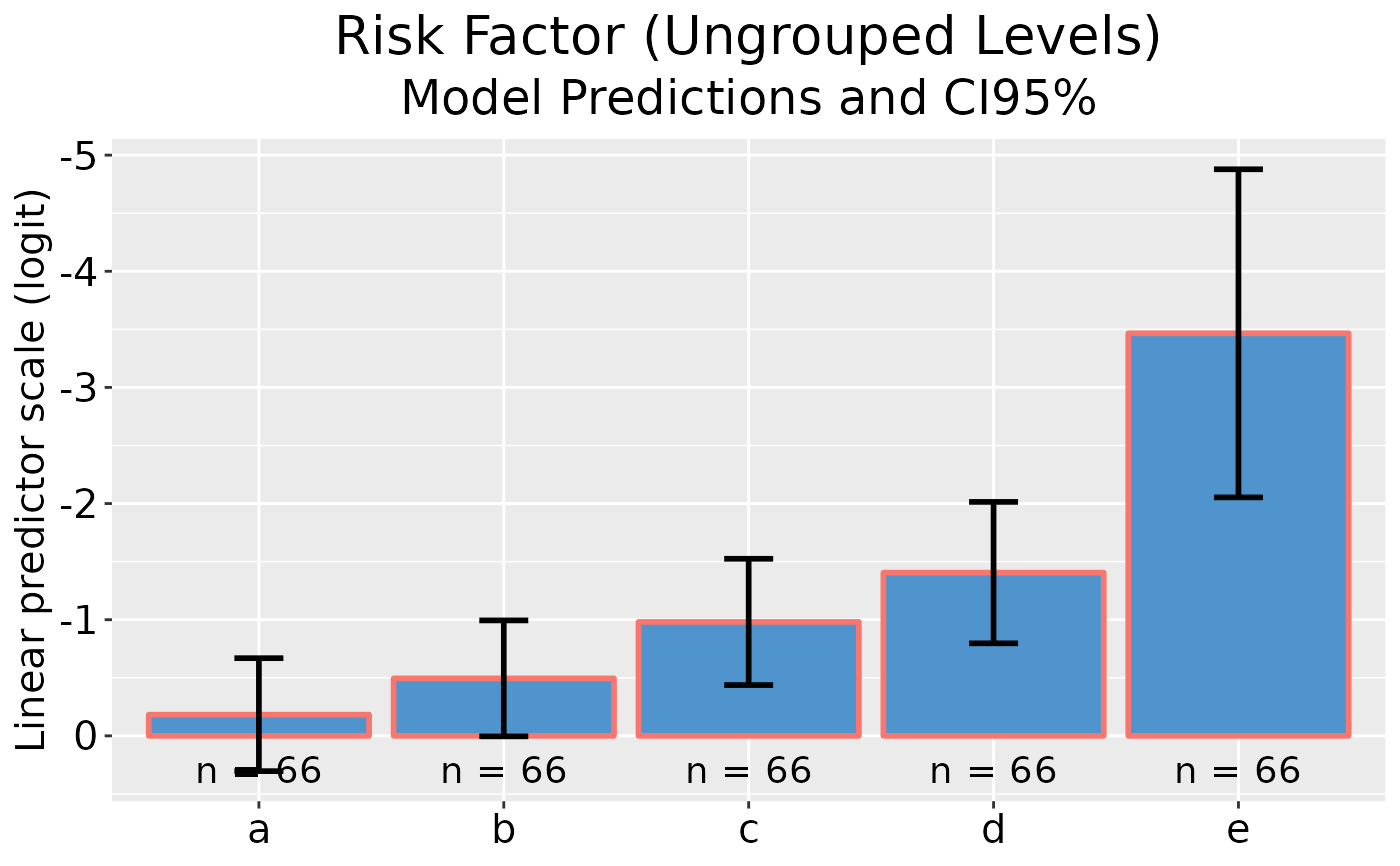 Risk Factor (Ungrouped Levels)
Model Predictions and CI95%
Linear predictor scale (logit)
-5
-4
-3
-2
-1
0
n = 66 n = 66 n = 66 n = 66 n = 66
a b c d e